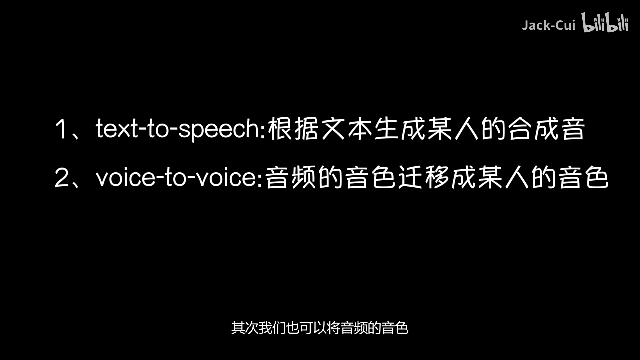 Jack-Cui bilibili
1、text-to-speech:根据文本生成某人的合成音
2、voice-to-voice:音频的音色迁移成某人的音色
其次我们也可以将音频的音色